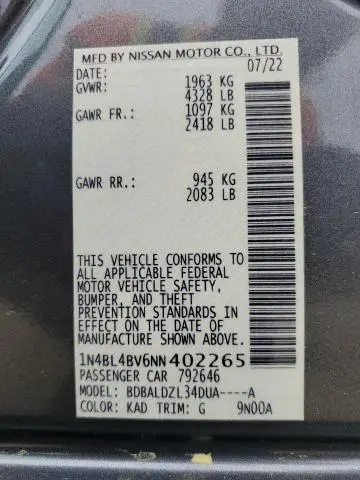 MFD BY NISSAN MOTOR CO., LTD.
DATE: 07/22
GVWR: 1963 KG
4328 LB
GAWR FR.: 1097 KG
2418 LB
GAWR RR.: 945 KG
2083 LB
THIS VEHICLE CONFORMS TO
ALL APPLICABLE FEDERAL
MOTOR VEHICLE SAFETY,
BUMPER, AND THEFT
PREVENTION STANDARDS IN
EFFECT ON THE DATE OF
MANUFACTURE SHOWN ABOVE.
1N4BL4BV6NN402265
PASSENGER CAR 792646
MODEL: BDBALDZL34DUA----A
COLOR: KAD TRIM: G 9N00A